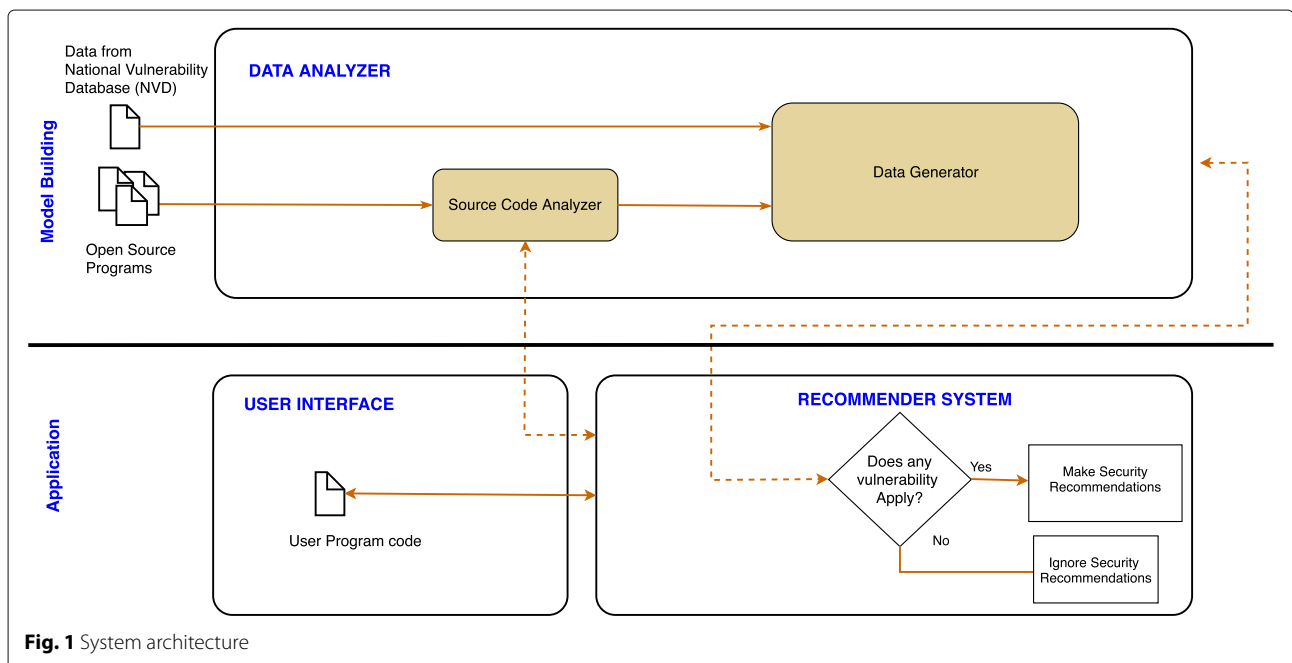 Data from
National Vulnerability
Database (NVD)
DATA ANALYZER
Model Building
Data Generator
Source Code Analyzer
Open Source
Programs
Application
USER INTERFACE
User Program code
RECOMMENDER SYSTEM
Does any
vulnerability
Apply?
Yes
Make Security
Recommendations
No
Ignore Security
Recommendations
Fig. 1 System architecture